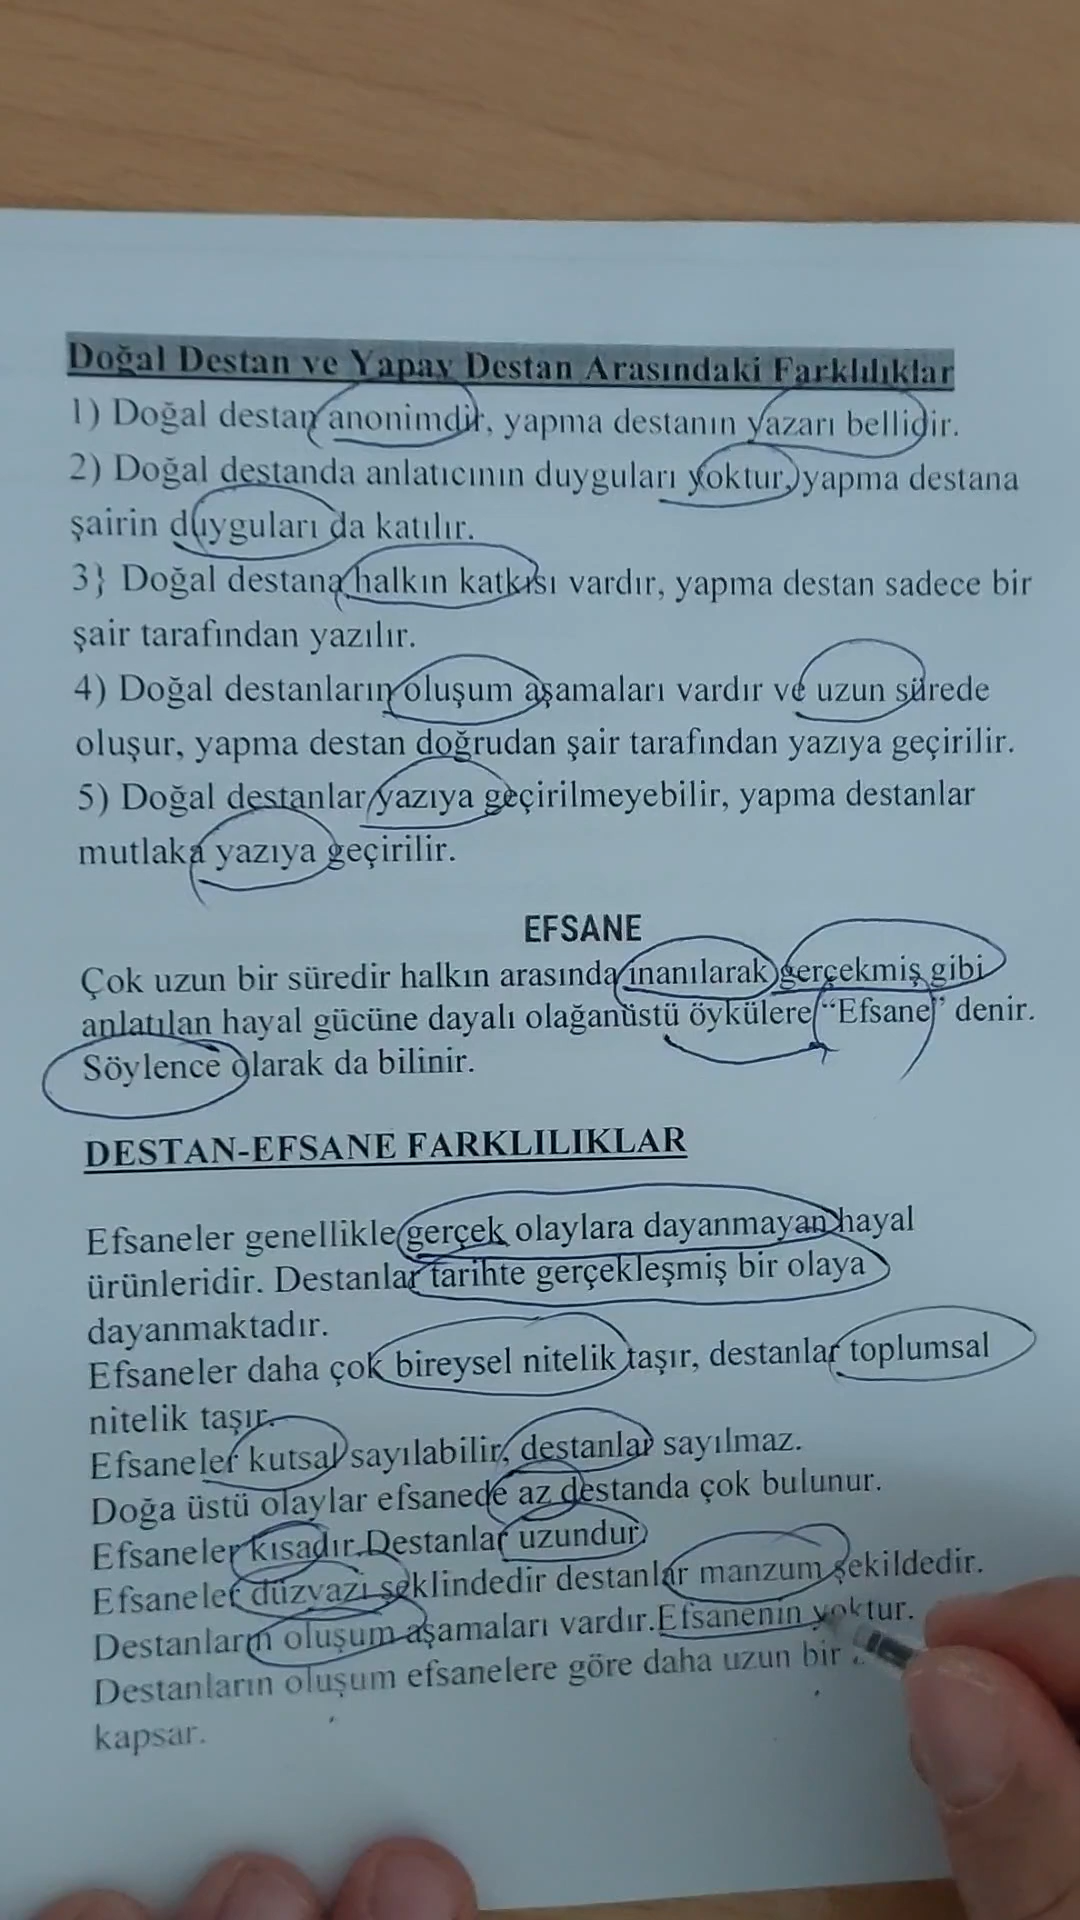 Doğal Destan ve Yapay Destan Arasındaki Farklılıklar
1) Doğal destan anonimdir, yapma destanın yazarı bellidir.
2) Doğal destanda anlatıcının duyguları yoktur, yapma destana
şairin duyguları da katılır.
3} Doğal destana halkın katkısı vardır, yapma destan sadece bir
şair tarafından yazılır.
4) Doğal destanların oluşum aşamaları vardır ve uzun sürede
oluşur, yapma destan doğrudan şair tarafından yazıya geçirilir.
5) Doğal destanlar yazıya geçirilmeyebilir, yapma destanlar
mutlaka yazıya geçirilir.
EFSANE
Çok uzun bir süredir halkın arasında inanılarak gerçekmiş gibi
anlatılan hayal gücüne dayalı olağanüstü öykülere “Efsane” denir.
Söylence olarak da bilinir.
DESTAN-EFSANE FARKLILIKLAR
Efsaneler genellikle gerçek olaylara dayanmayan hayal
ürünleridir. Destanlar tarihte gerçekleşmiş bir olaya
dayanmaktadır.
Efsaneler daha çok bireysel nitelik taşır, destanlar toplumsal
nitelik taşır.
Efsaneler kutsal sayılabilir, destanlar sayılmaz.
Doğa üstü olaylar efsanede az destanda çok bulunur.
Efsaneler kısadır.Destanlar uzundur
Efsaneler düzyazi şeklindedir destanlar manzum şekildedir.
Destanların oluşum aşamaları vardır.Efsanenin yoktur.
Destanların oluşum efsanelere göre daha uzun bir
kapsar.